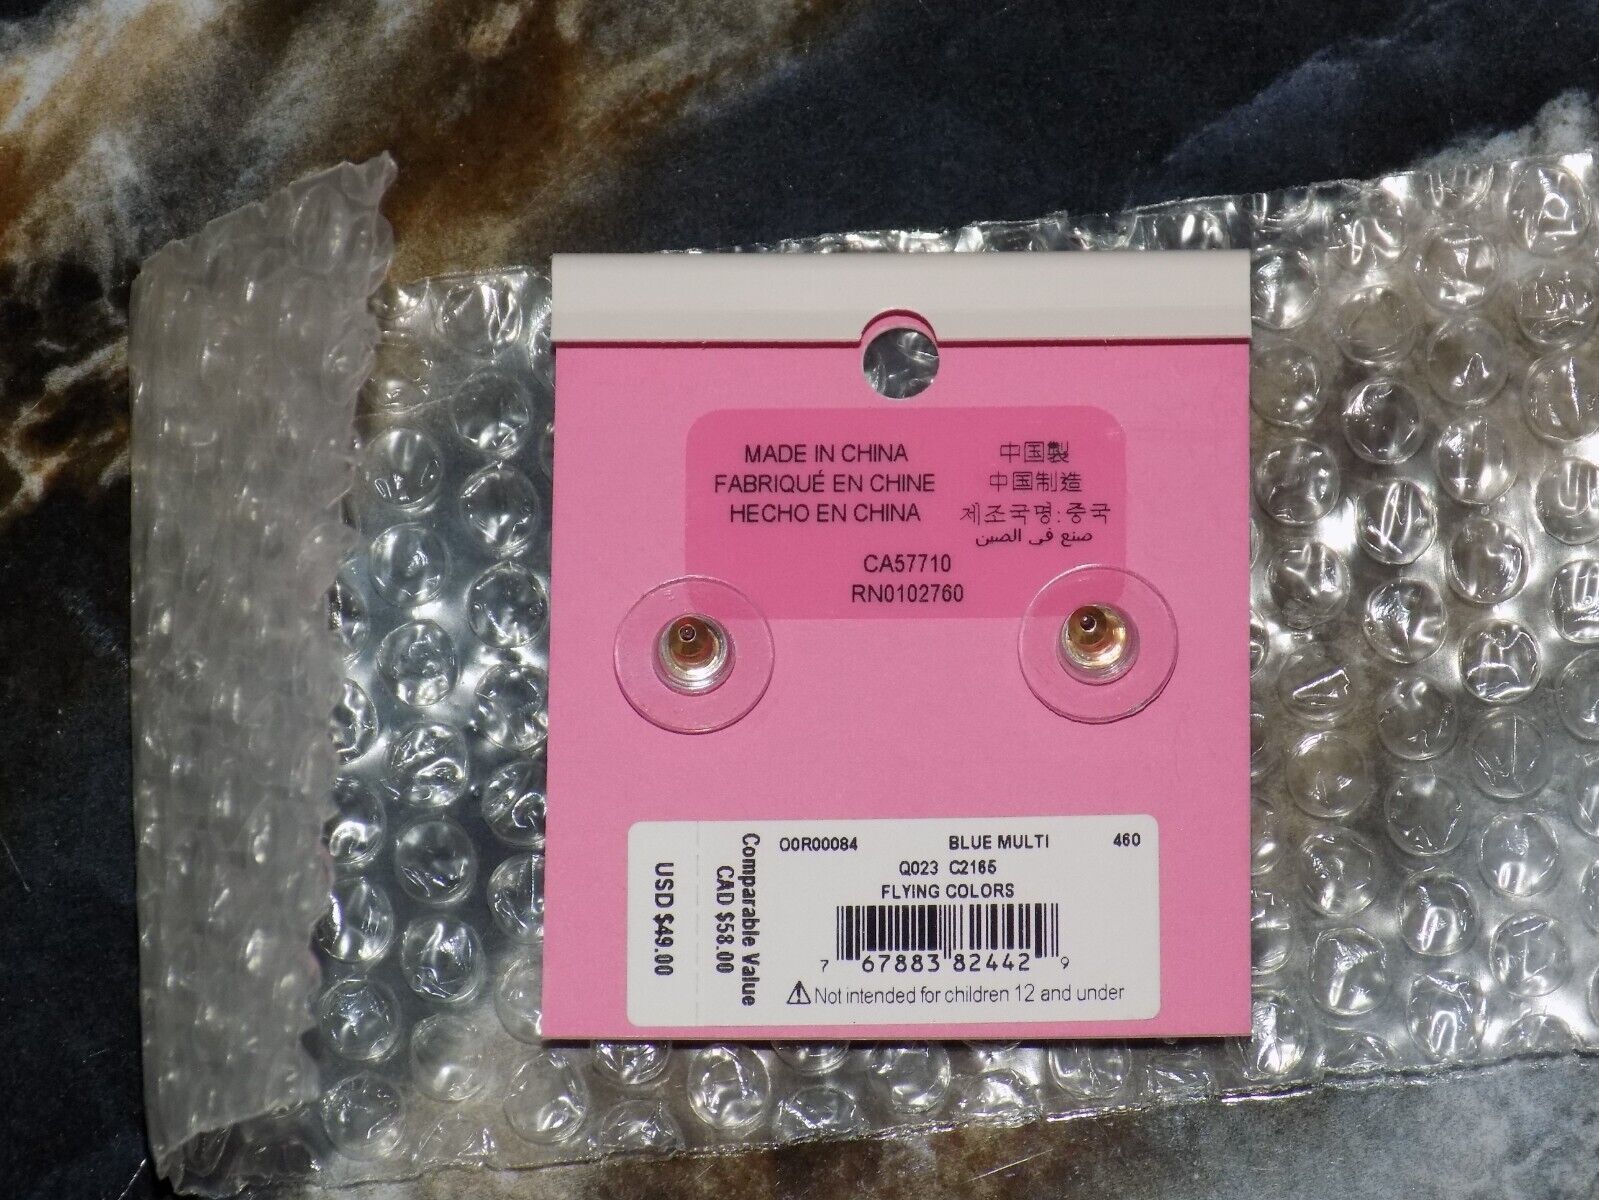 MADE IN CHINA
FABRIQUÉ EN CHINE
HECHO EN CHINA
中国製
中国制造
제조국명:중국
صنع في الصين
CA57710
RN0102760
O0R00084 BLUE MULTI 460
Q023 C2165
FLYING COLORS
7 67883 82442 9
⚠ Not intended for children 12 and under
Comparable Value
CAD $58.00
USD $49.00